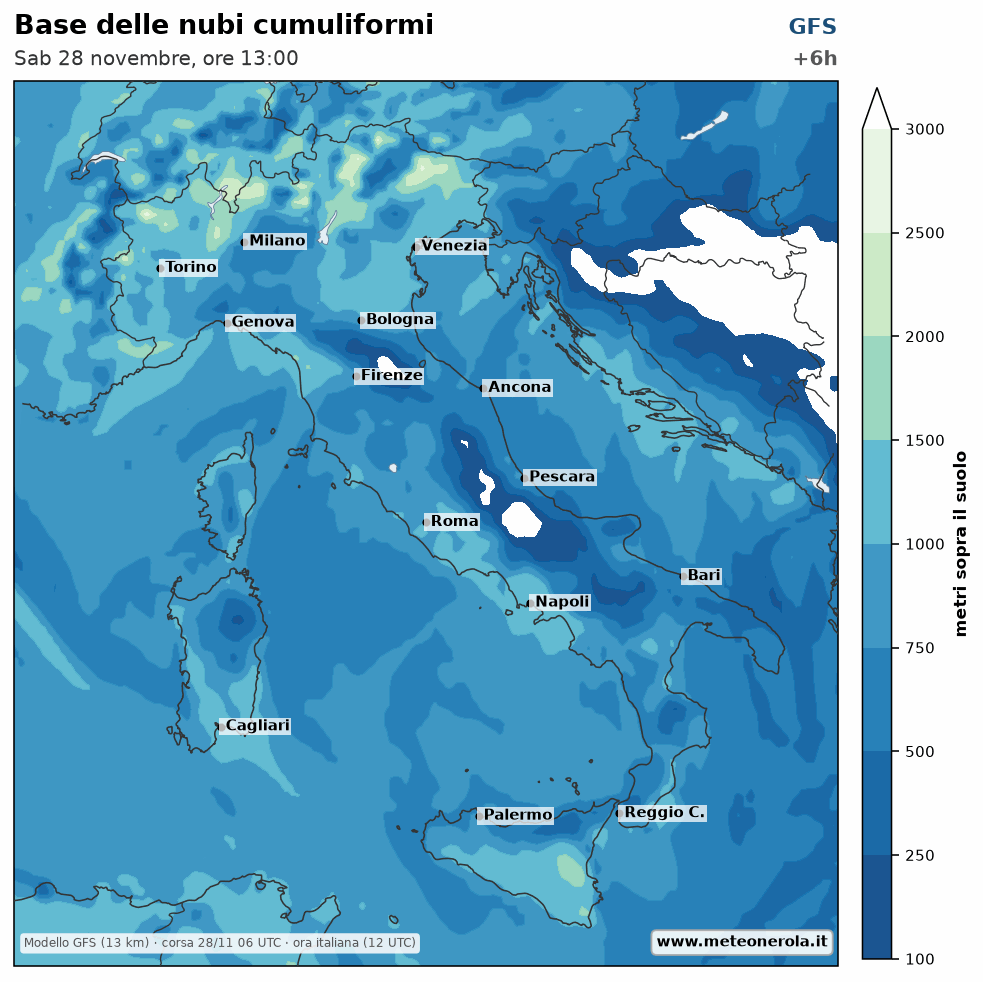 Base delle nubi cumuliformi
GFS
Sab 28 novembre, ore 13:00
+6h
3000
2500
2000
1500
1000
750
500
250
100
metri sopra il suolo
Milano
Venezia
Torino
Genova
Bologna
Firenze
Ancona
Pescara
Roma
Bari
Napoli
Cagliari
Palermo
Reggio C.
Modello GFS (13 km) · corsa 28/11 06 UTC · ora italiana (12 UTC)
www.meteonerola.it